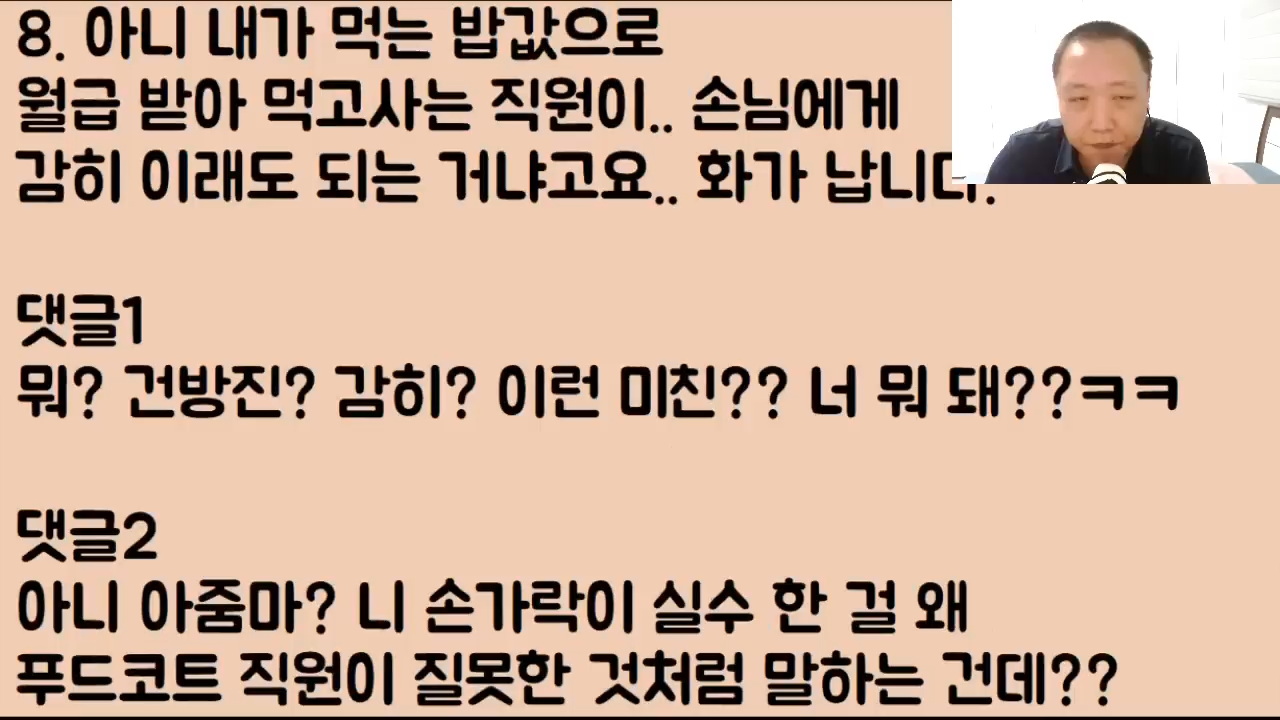 8. 아니 내가 먹는 밥값으로
월급 받아 먹고사는 직원이.. 손님에게
감히 이래도 되는 거냐고요.. 화가 납니다.
댓글1
뭐? 건방진? 감히? 이런 미친?? 너 뭐 돼??ㅋㅋ
댓글2
아니 아줌마? 니 손가락이 실수 한 걸 왜
푸드코트 직원이 잘못한 것처럼 말하는 건데??